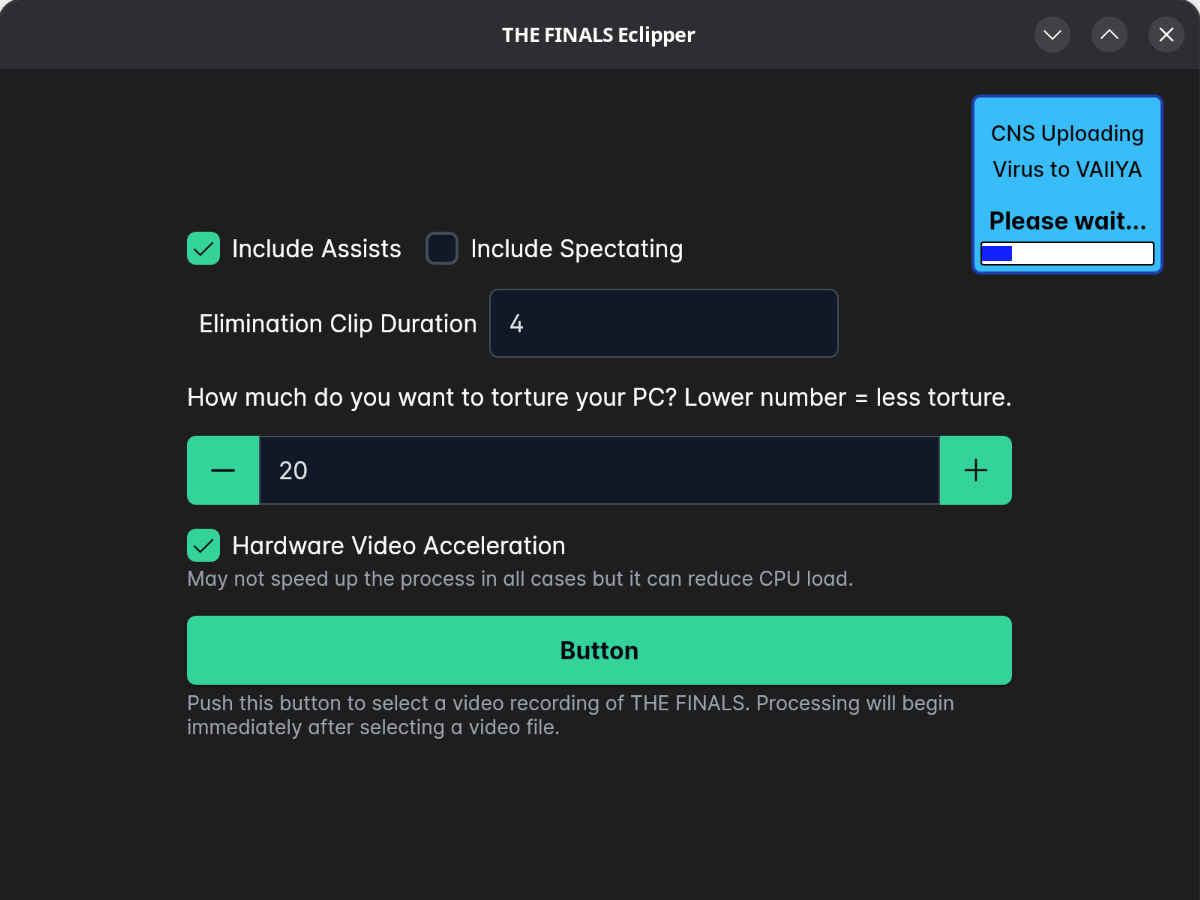 THE FINALS Eclipper
CNS Uploading
Virus to VAIIYA
Please wait...
Include Assists
Include Spectating
Elimination Clip Duration
4
How much do you want to torture your PC? Lower number = less torture.
20
Hardware Video Acceleration
May not speed up the process in all cases but it can reduce CPU load.
Button
Push this button to select a video recording of THE FINALS. Processing will begin
immediately after selecting a video file.